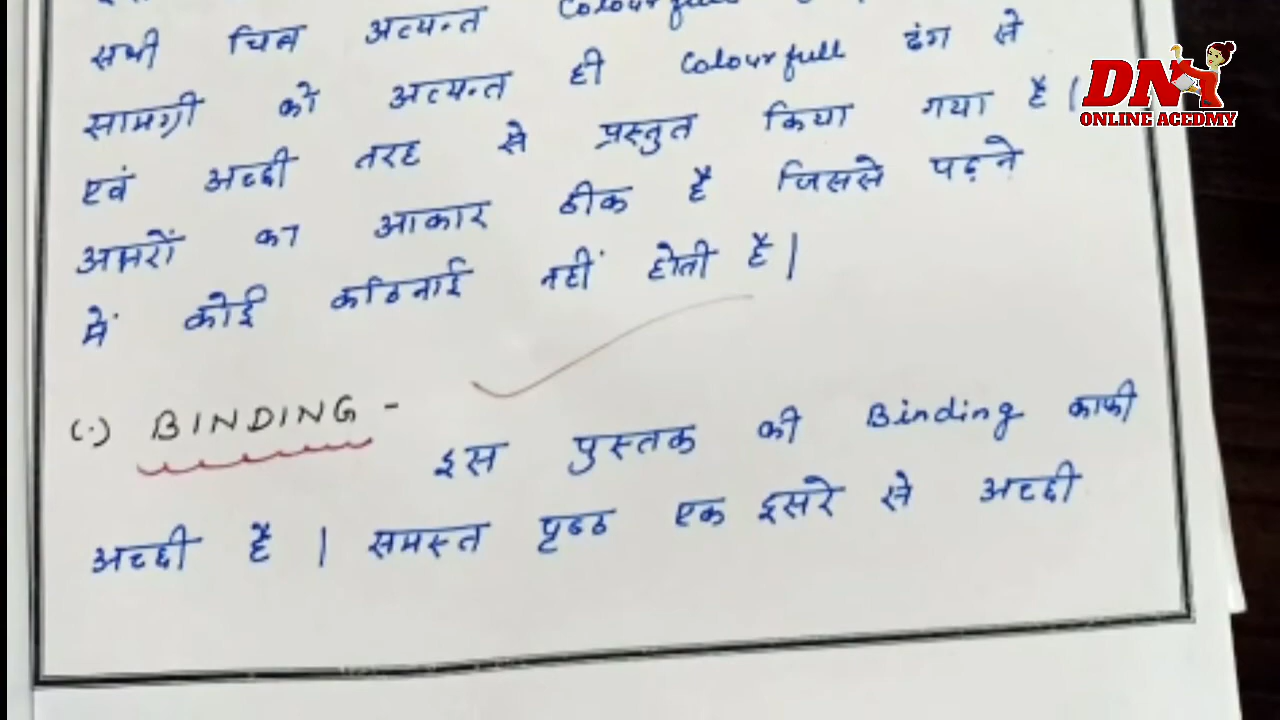 सभी चित्र अत्यन्त Colourfull
सामग्री को अत्यन्त ही Colourfull ढंग से
एवं अच्छी तरह से प्रस्तुत किया गया है।
अक्षरों का आकार ठीक है जिससे पढ़ने
में कोई कठिनाई नहीं होती है।
(.) BINDING -
इस पुस्तक की Binding काफी
अच्छी है। समस्त पृष्ठ एक दूसरे से अच्छी
DN
ONLINE ACEDMY